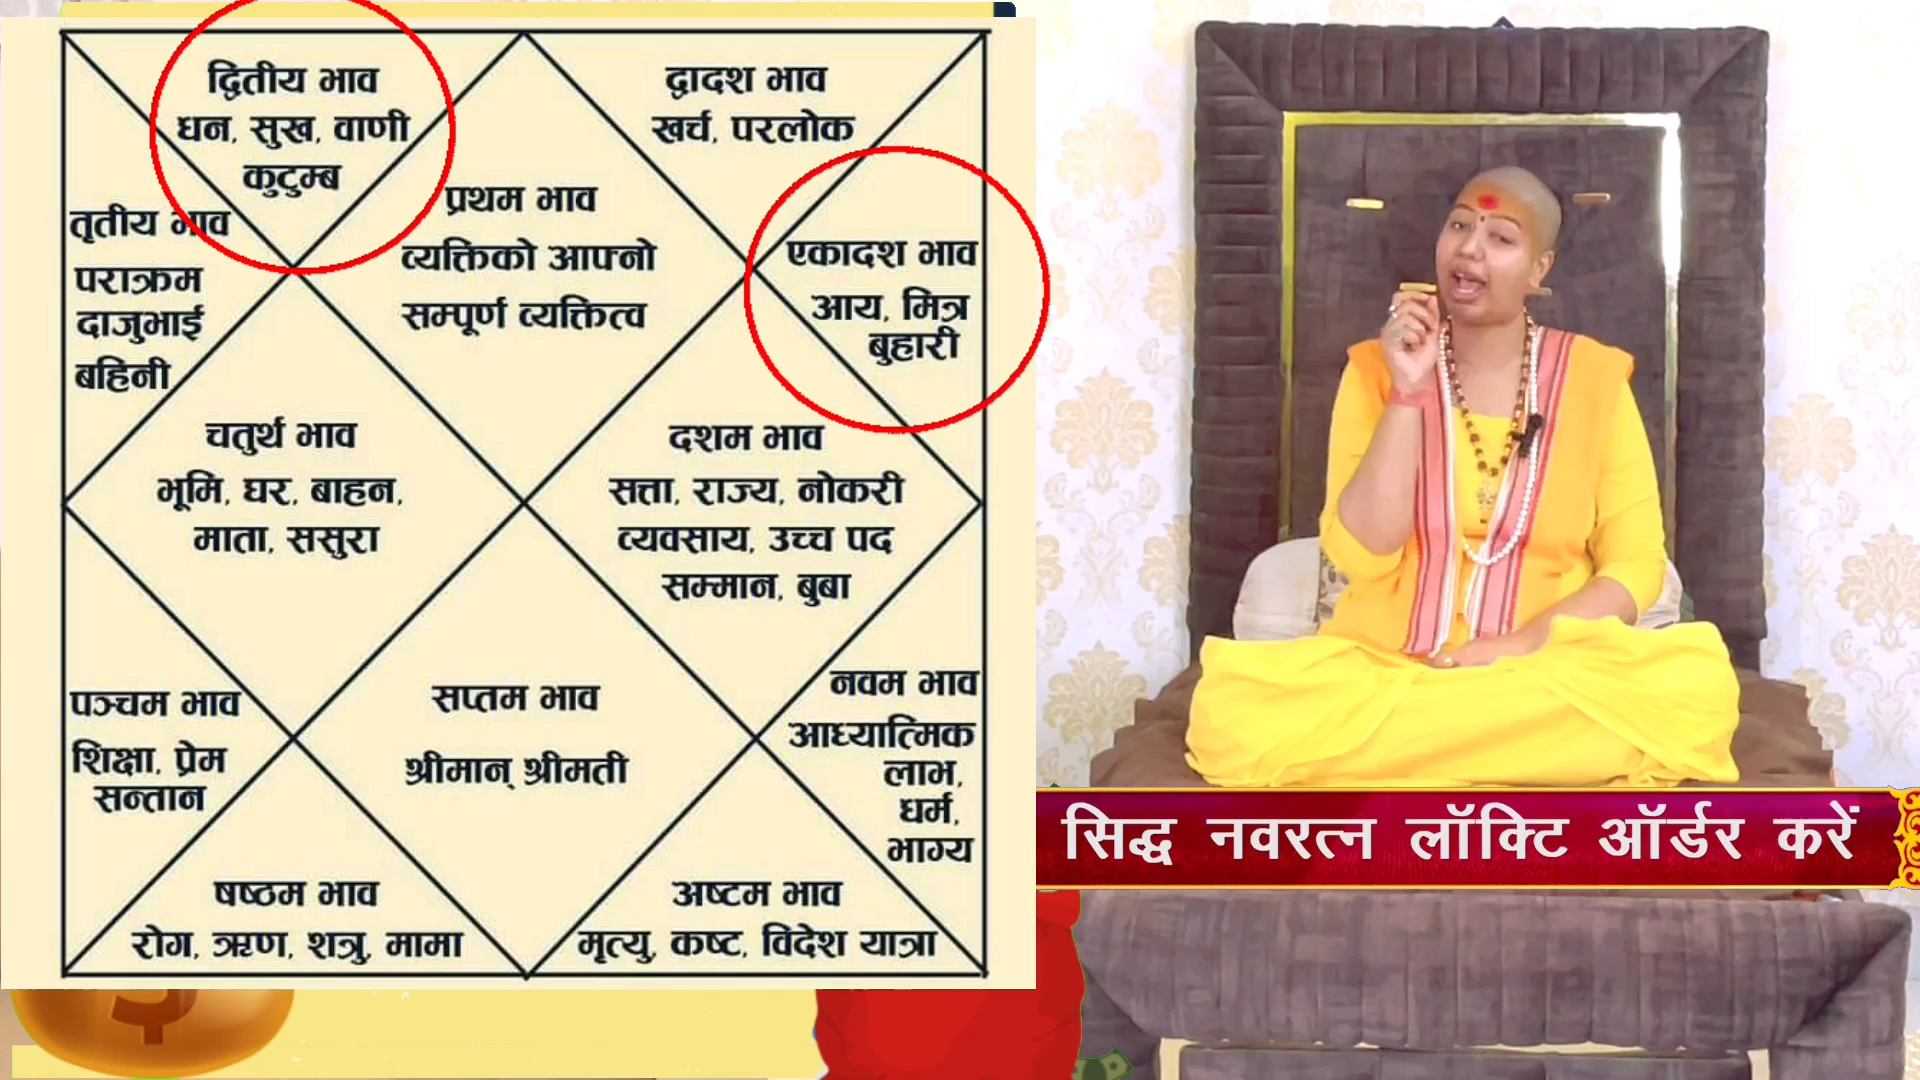 द्वितीय भाव
धन, सुख, वाणी
कुटुम्ब
द्वादश भाव
खर्च, परलोक
तृतीय भाव
पराक्रम
दाजुभाई
बहिनी
प्रथम भाव
व्यक्तिको आफ्नो
सम्पूर्ण व्यक्तित्व
एकादश भाव
आय, मित्र
बुहारी
चतुर्थ भाव
भूमि, घर, बाहन,
माता, ससुरा
दशम भाव
सत्ता, राज्य, नोकरी
व्यवसाय, उच्च पद
सम्मान, बुबा
पञ्चम भाव
शिक्षा, प्रेम
सन्तान
सप्तम भाव
श्रीमान् श्रीमती
नवम भाव
आध्यात्मिक
लाभ,
धर्म,
भाग्य
षष्ठम भाव
रोग, ऋण, शत्रु, मामा
अष्टम भाव
मृत्यु, कष्ट, विदेश यात्रा
सिद्ध नवरत्न लॉक्टि ऑर्डर करें